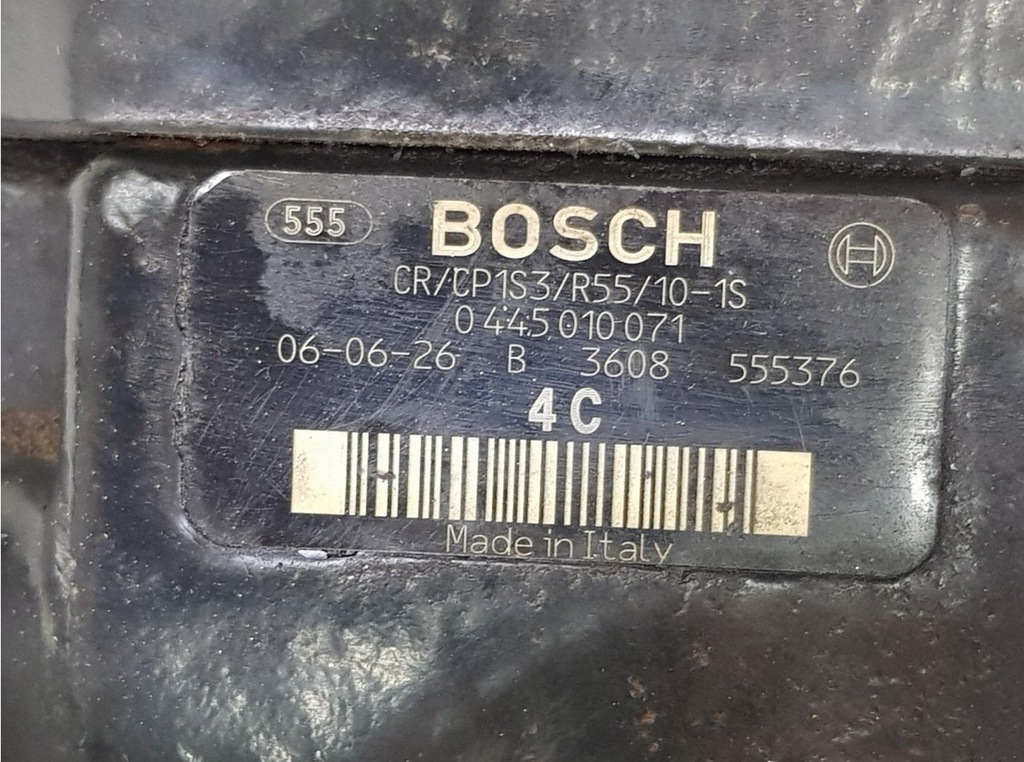 555 BOSCH
CR/CP1S3/R55/10-1S
0 445 010 071
06-06-26 B 3608 555376
4C
Made in Italy